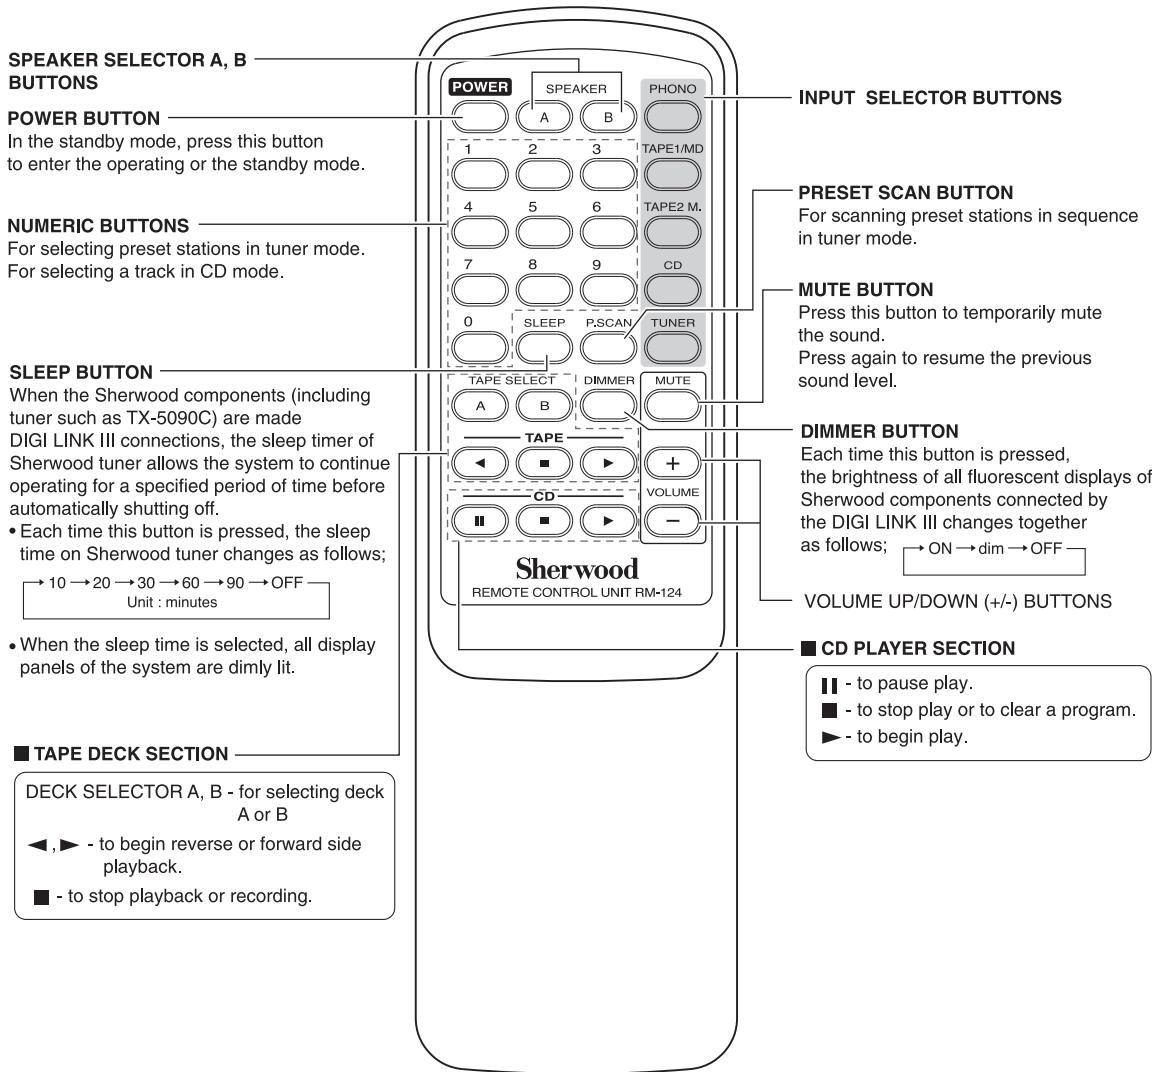 SPEAKER SELECTOR A, B
BUTTONS
POWER BUTTON
In the standby mode, press this button
to enter the operating or the standby mode.
NUMERIC BUTTONS
For selecting preset stations in tuner mode.
For selecting a track in CD mode.
SLEEP BUTTON
When the Sherwood components (including
tuner such as TX-5090C) are made
DIGI LINK III connections, the sleep timer of
Sherwood tuner allows the system to continue
operating for a specified period of time before
automatically shutting off.
• Each time this button is pressed, the sleep
time on Sherwood tuner changes as follows;
→ 10 → 20 → 30 → 60 → 90 → OFF
Unit : minutes
• When the sleep time is selected, all display
panels of the system are dimly lit.
■ TAPE DECK SECTION
DECK SELECTOR A, B - for selecting deck
A or B
◄ , ► - to begin reverse or forward side
playback.
■ - to stop playback or recording.
POWER SPEAKER PHONO
A B
1 2 3 TAPE1/MD
4 5 6 TAPE2 M.
7 8 9 CD
0 SLEEP P.SCAN TUNER
TAPE SELECT DIMMER MUTE
A B
TAPE
◄ ■ ► +
CD VOLUME
II ■ ► −
Sherwood
REMOTE CONTROL UNIT RM-124
INPUT SELECTOR BUTTONS
PRESET SCAN BUTTON
For scanning preset stations in sequence
in tuner mode.
MUTE BUTTON
Press this button to temporarily mute
the sound.
Press again to resume the previous
sound level.
DIMMER BUTTON
Each time this button is pressed,
the brightness of all fluorescent displays of
Sherwood components connected by
the DIGI LINK III changes together
as follows; → ON → dim → OFF
VOLUME UP/DOWN (+/-) BUTTONS
■ CD PLAYER SECTION
II - to pause play.
■ - to stop play or to clear a program.
► - to begin play.